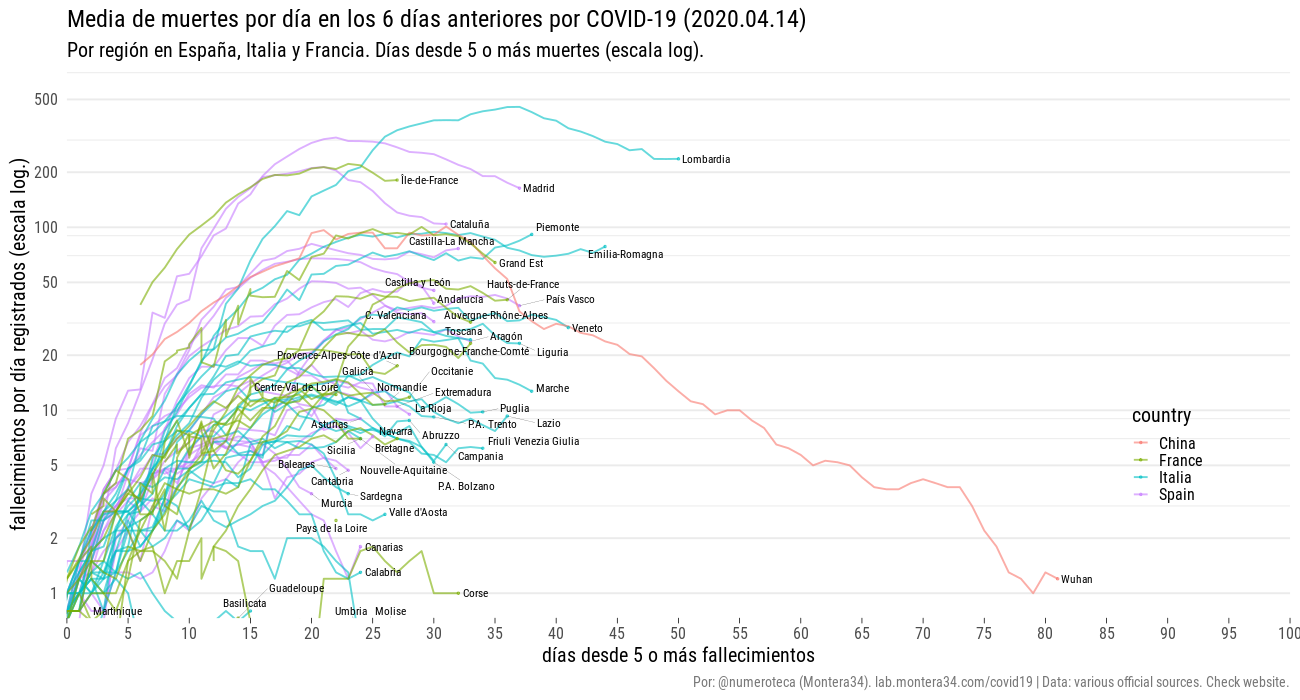 Media de muertes por día en los 6 días anteriores por COVID-19 (2020.04.14)
Por región en España, Italia y Francia. Días desde 5 o más muertes (escala log).
fallecimientos por día registrados (escala log.)
500
200
100
50
20
10
5
2
1
Lombardia
Île-de-France
Madrid
Cataluña
Piemonte
Castilla-La Mancha
Emilia-Romagna
Grand Est
Castilla y León
Hauts-de-France
Andalucía
País Vasco
C. Valenciana
Auvergne-Rhône-Alpes
Toscana
Veneto
Aragón
Provence-Alpes-Côte d'Azur
Bourgogne-Franche-Comté
Liguria
Galicia
Occitanie
Centre-Val de Loire
Normandie
Extremadura
Marche
La Rioja
Puglia
Asturias
Navarra
P.A. Trento
Lazio
Abruzzo
Friuli Venezia Giulia
Sicilia
Bretagne
Campania
Baleares
Nouvelle-Aquitaine
Cantabria
P.A. Bolzano
Sardegna
Murcia
Valle d'Aosta
Pays de la Loire
Canarias
Calabria
Wuhan
Guadeloupe
Corse
Basilicata
Martinique
Umbria
Molise
country
China
France
Italia
Spain
0 5 10 15 20 25 30 35 40 45 50 55 60 65 70 75 80 85 90 95 100
días desde 5 o más fallecimientos
Por: @numeroteca (Montera34). lab.montera34.com/covid19 | Data: various official sources. Check website.